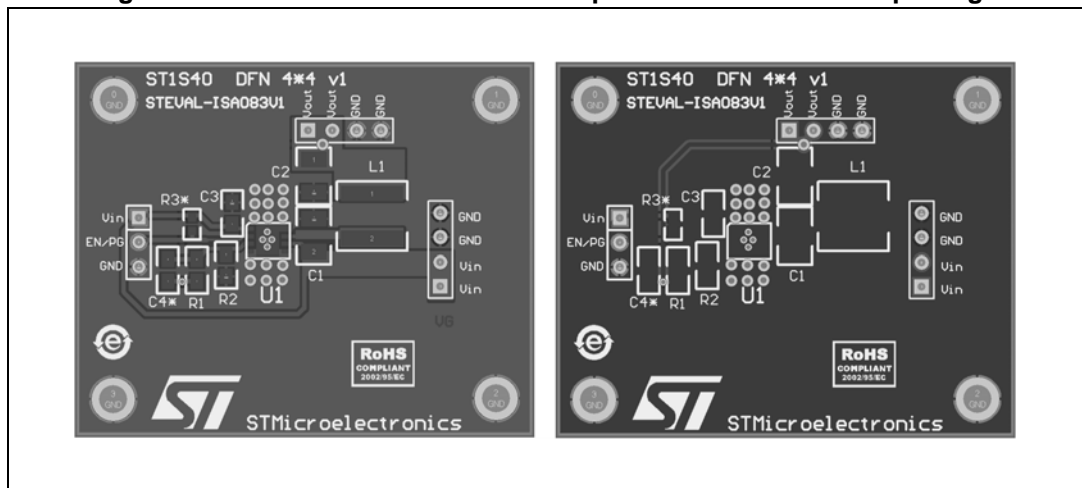 ST1S40 DFN 4*4 v1
STEVAL-ISA083V1
Vout
Vout
GND
GND
C2
L1
R3*
C3
Vin
EN/PG
GND
C4*
R1
R2
U1
C1
GND
GND
Vin
Vin
VG
0
GND
1
GND
2
GND
3
GND
e
RoHS
COMPLIANT
2002/95/EC
ST
STMicroelectronics
ST1S40 DFN 4*4 v1
STEVAL-ISA083V1
Vout
Vout
GND
GND
C2
L1
R3*
C3
Vin
EN/PG
GND
C4*
R1
R2
U1
C1
GND
GND
Vin
Vin
0
GND
1
GND
2
GND
3
GND
e
RoHS
COMPLIANT
2002/95/EC
ST
STMicroelectronics